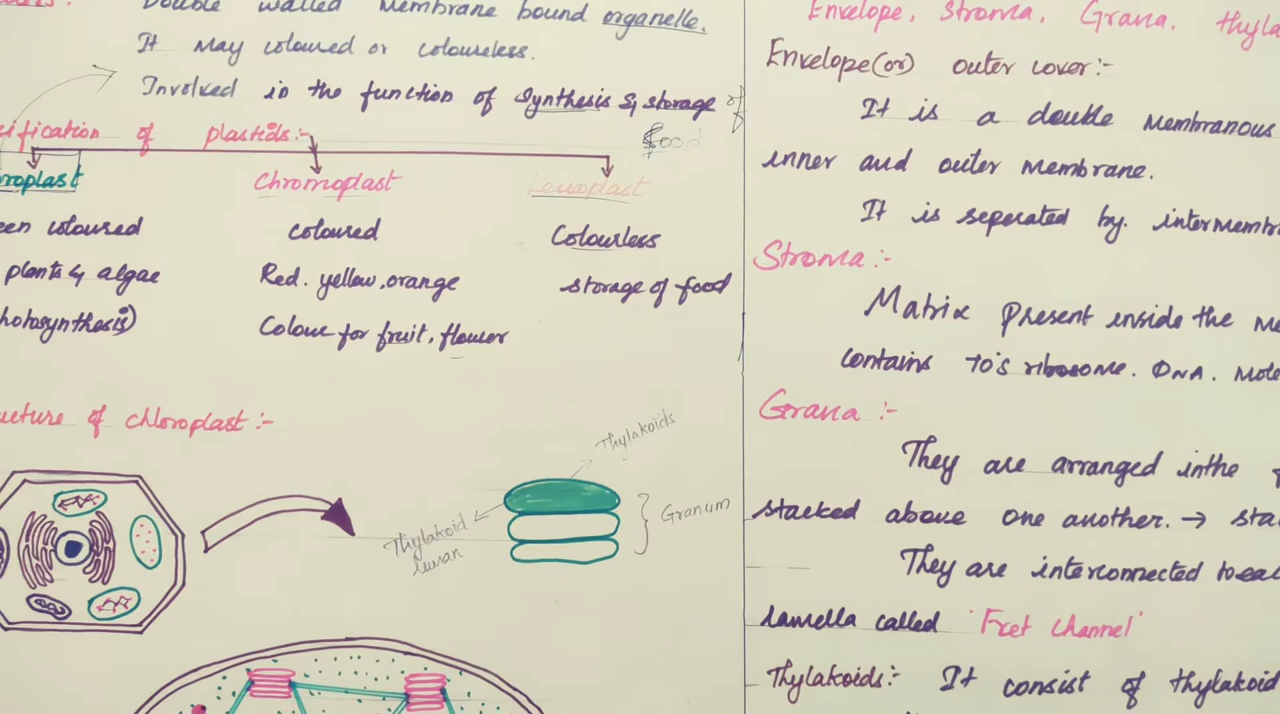 Double walled Membrane bound organelle.
It May coloured or colourless.
Involved in the function of synthesis & storage of
food
ification of plastids:-
roplast Chromoplast Leucoplast
een coloured coloured Colourless
plants & algae Red. yellow, orange storage of food
hotosynthesis) Colour for fruit, flower
ucture of chloroplast:-
Thylakoids
Granum
Thylakoid
luman
Envelope, Stroma, Grana, thyla
Envelope (or) outer cover:-
It is a double Membranous
inner and outer membrane.
It is seperated by. intermembr
Stroma:-
Matrix present inside the me
contains 70's ribosome. DNA. Mole
Grana:-
They are arranged inthe
stacked above one another. → sta
They are interconnected to ea
lamella called 'Fret channel'
Thylakoids:- It consist of thylakoid